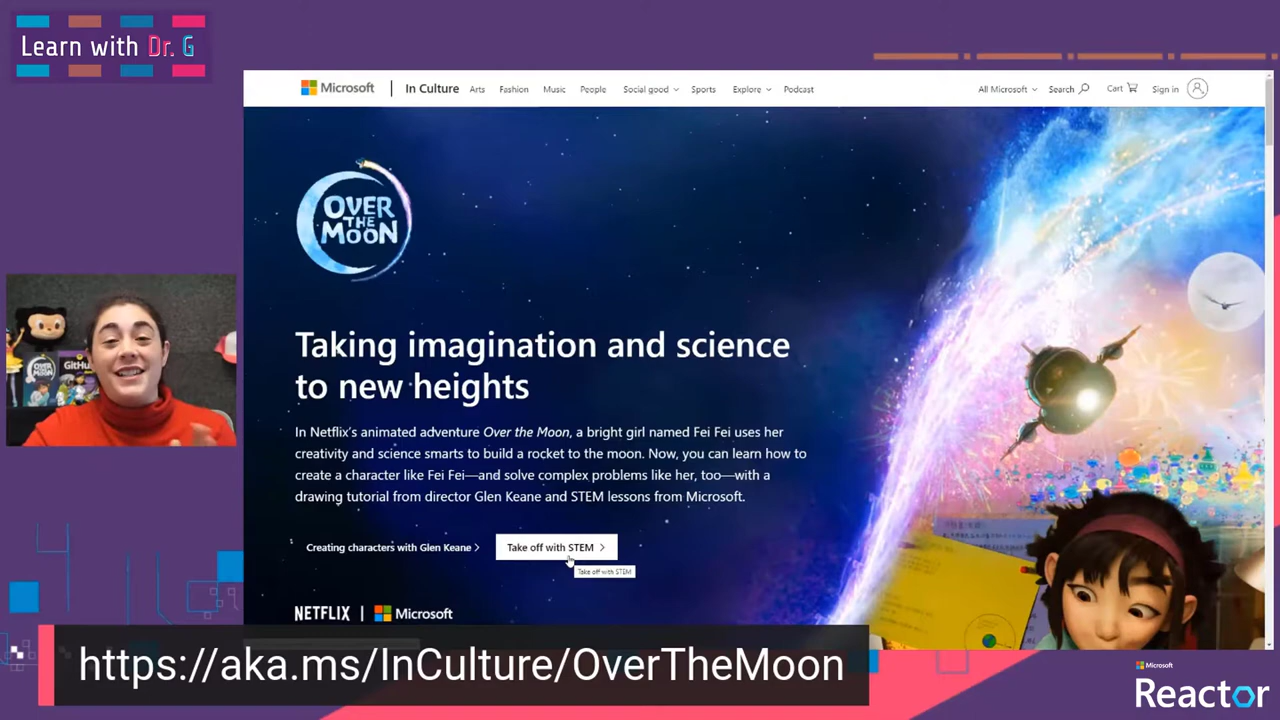 Learn with Dr. G
Microsoft
In Culture
Arts
Fashion
Music
People
Social good
Sports
Explore
Podcast
All Microsoft
Search
Cart
Sign in
OVER
THE
MOON
Taking imagination and science
to new heights
In Netflix's animated adventure Over the Moon, a bright girl named Fei Fei uses her
creativity and science smarts to build a rocket to the moon. Now, you can learn how to
create a character like Fei Fei—and solve complex problems like her, too—with a
drawing tutorial from director Glen Keane and STEM lessons from Microsoft.
Creating characters with Glen Keane
Take off with STEM
Take off with STEM
NETFLIX
Microsoft
OVER
THE
MOON
GitHu
https://aka.ms/InCulture/OverTheMoon
Microsoft
Reactor